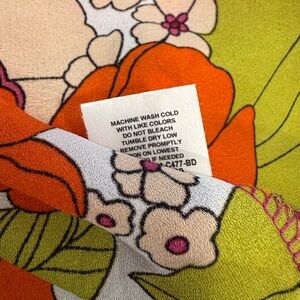 MACHINE WASH COLD
WITH LIKE COLORS
DO NOT BLEACH
TUMBLE DRY LOW
REMOVE PROMPTLY
ON LOWEST
IF NEEDED
C477-BD